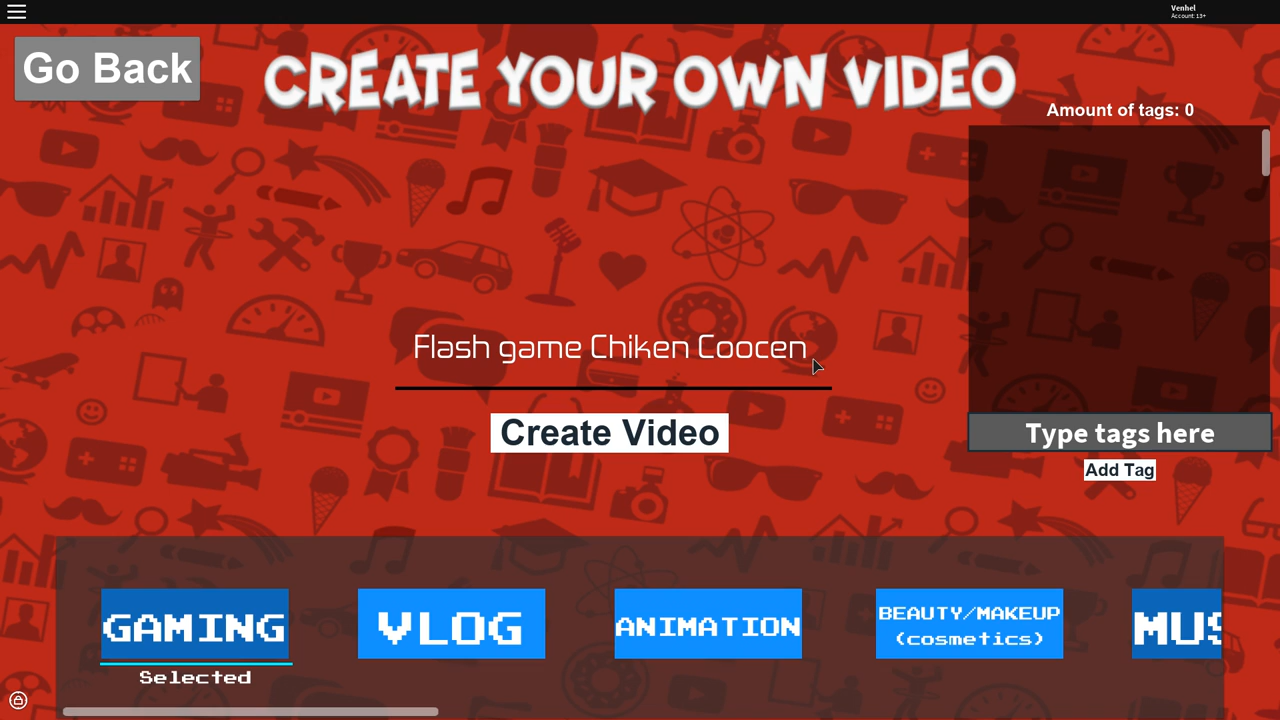 Venhel
Account: 13+
Go Back
CREATE YOUR OWN VIDEO
Amount of tags: 0
Flash game Chiken Coocen
Create Video
Type tags here
Add Tag
GAMING
VLOG
ANIMATION
BEAUTY/MAKEUP
(cosmetics)
MUS
Selected